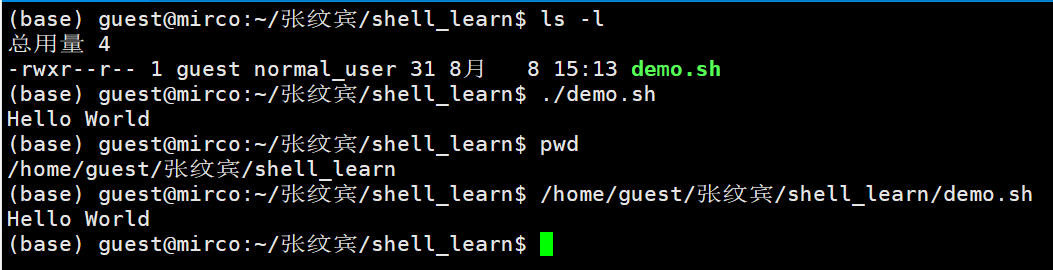 (base) guest@mirco:~/张纹宾/shell_learn$ ls -l
总用量 4
-rwxr--r-- 1 guest normal_user 31 8月   8 15:13 demo.sh
(base) guest@mirco:~/张纹宾/shell_learn$ ./demo.sh
Hello World
(base) guest@mirco:~/张纹宾/shell_learn$ pwd
/home/guest/张纹宾/shell_learn
(base) guest@mirco:~/张纹宾/shell_learn$ /home/guest/张纹宾/shell_learn/demo.sh
Hello World
(base) guest@mirco:~/张纹宾/shell_learn$